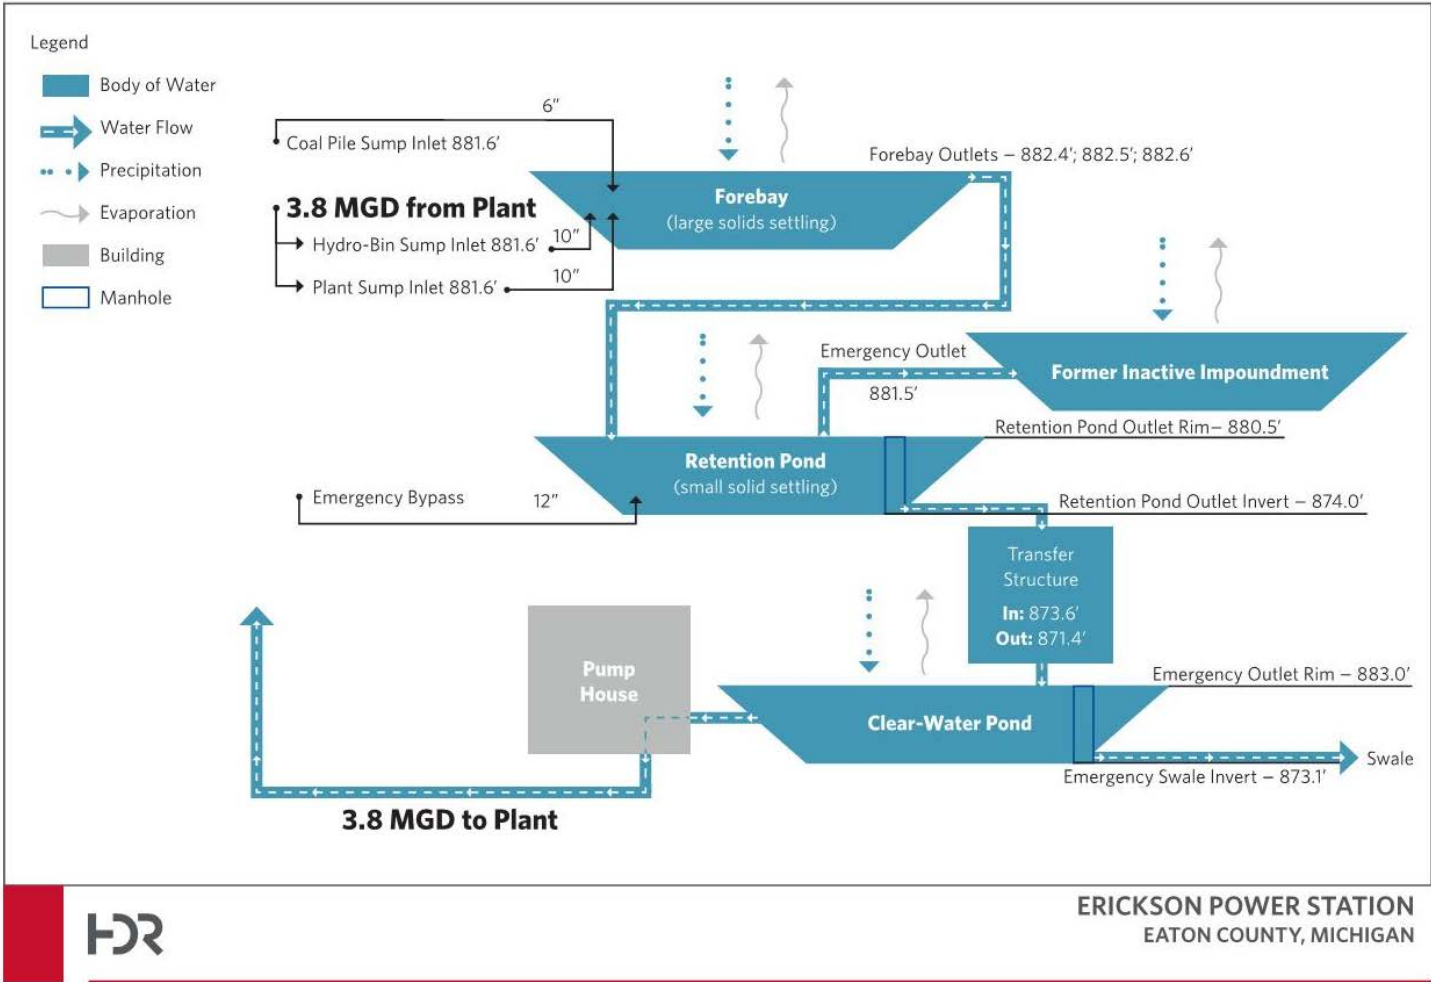 Legend
Body of Water
Water Flow
Precipitation
Evaporation
Building
Manhole
6”
Coal Pile Sump Inlet 881.6’
3.8 MGD from Plant
Hydro-Bin Sump Inlet 881.6’
10”
Plant Sump Inlet 881.6’
10”
Forebay
(large solids settling)
Forebay Outlets – 882.4’; 882.5’; 882.6’
Emergency Outlet
881.5’
Former Inactive Impoundment
Retention Pond Outlet Rim– 880.5’
Retention Pond
(small solid settling)
Emergency Bypass
12”
Retention Pond Outlet Invert – 874.0’
Transfer
Structure
In: 873.6’
Out: 871.4’
Pump
House
Emergency Outlet Rim – 883.0’
Clear-Water Pond
Swale
Emergency Swale Invert – 873.1’
3.8 MGD to Plant
HDR
ERICKSON POWER STATION
EATON COUNTY, MICHIGAN